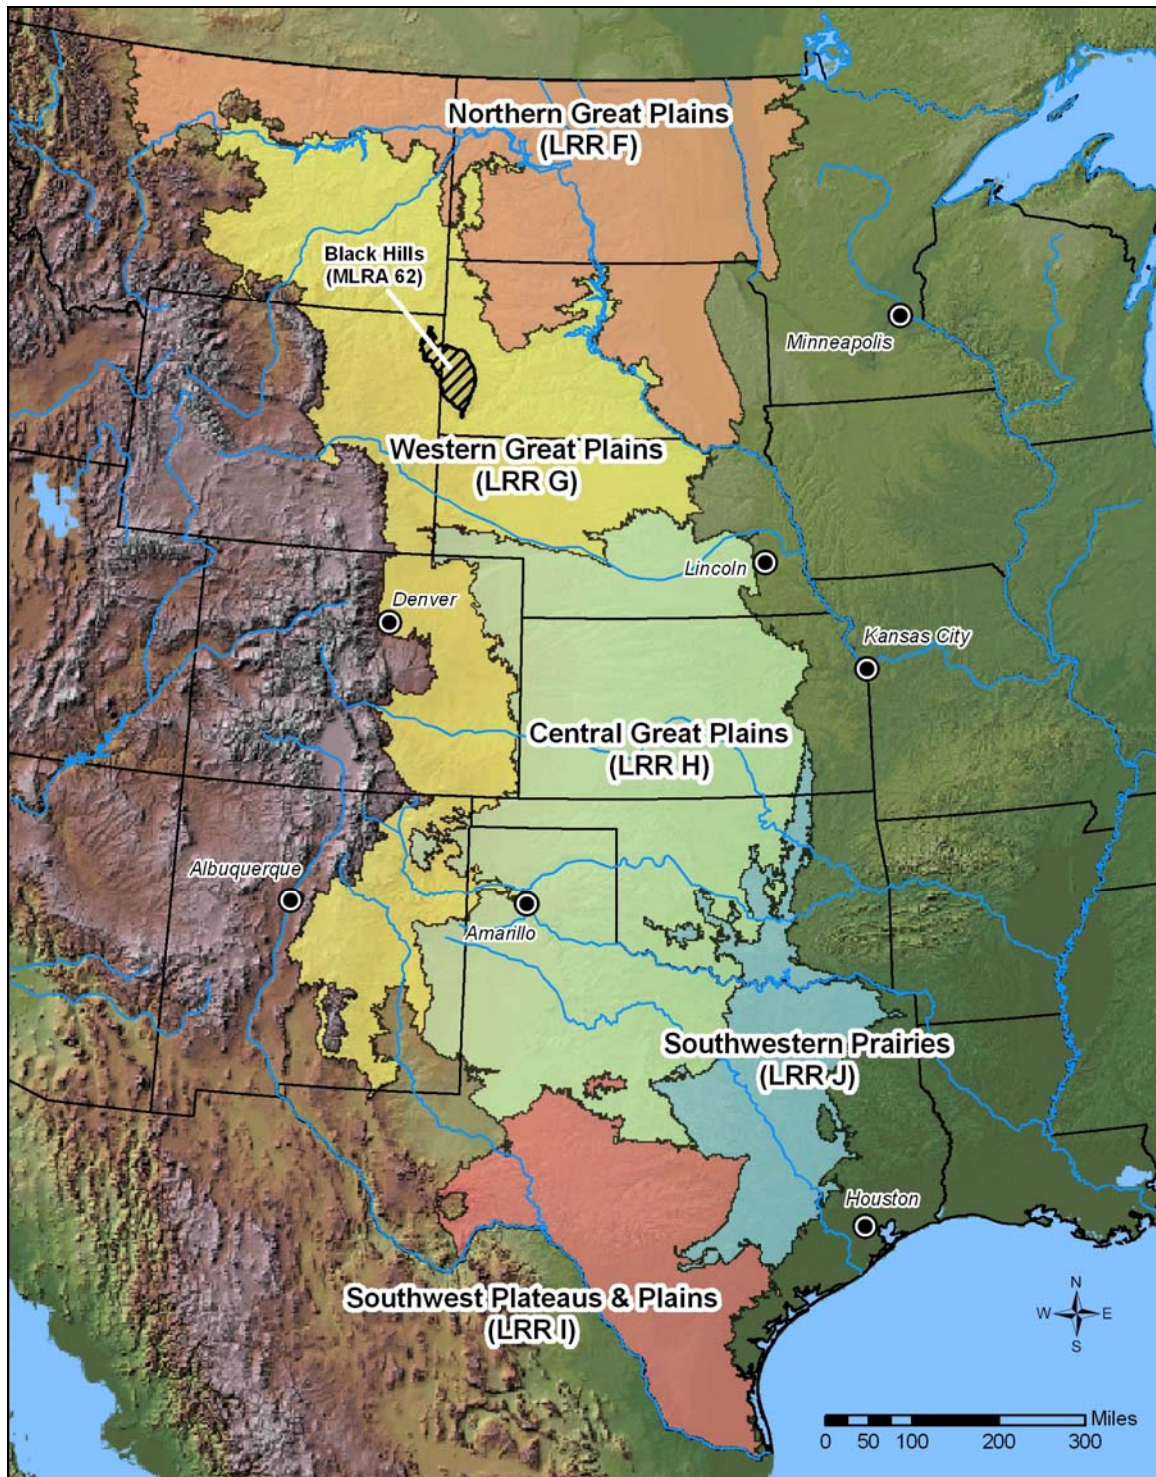 Northern Great Plains
(LRR F)
Black Hills
(MLRA 62)
Minneapolis
Western Great Plains
(LRR G)
Lincoln
Denver
Kansas City
Central Great Plains
(LRR H)
Albuquerque
Amarillo
Southwestern Prairies
(LRR J)
Houston
Southwest Plateaus & Plains
(LRR I)
N
W E
S
Miles
0 50 100 200 300